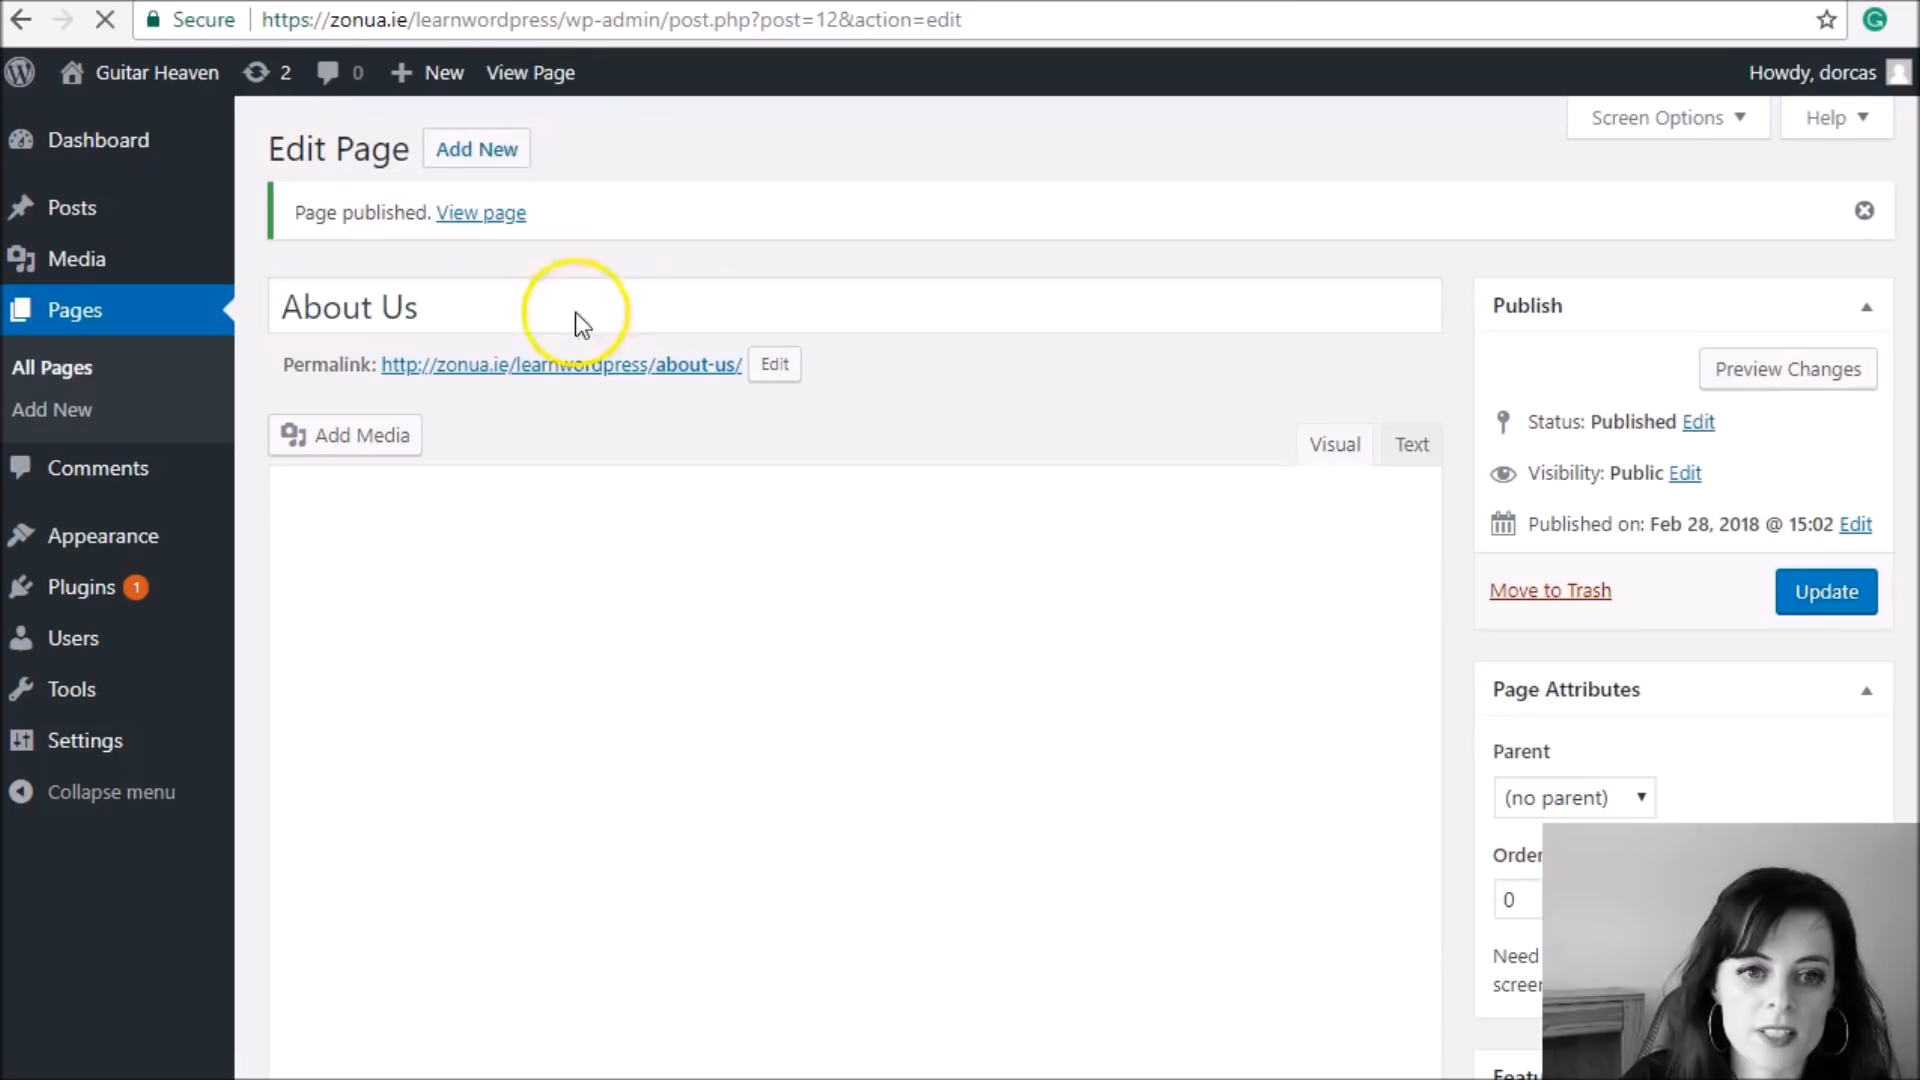 Secure https://zonua.ie/learnwordpress/wp-admin/post.php?post=12&action=edit
Guitar Heaven 2 0 New View Page Howdy, dorcas
Screen Options Help
Edit Page Add New
Page published. View page
About Us
Permalink: http://zonua.ie/learnwordpress/about-us/ Edit
Add Media
Visual Text
Dashboard
Posts
Media
Pages
All Pages
Add New
Comments
Appearance
Plugins 1
Users
Tools
Settings
Collapse menu
Publish
Preview Changes
Status: Published Edit
Visibility: Public Edit
Published on: Feb 28, 2018 @ 15:02 Edit
Move to Trash Update
Page Attributes
Parent
(no parent)
Order
0
Need